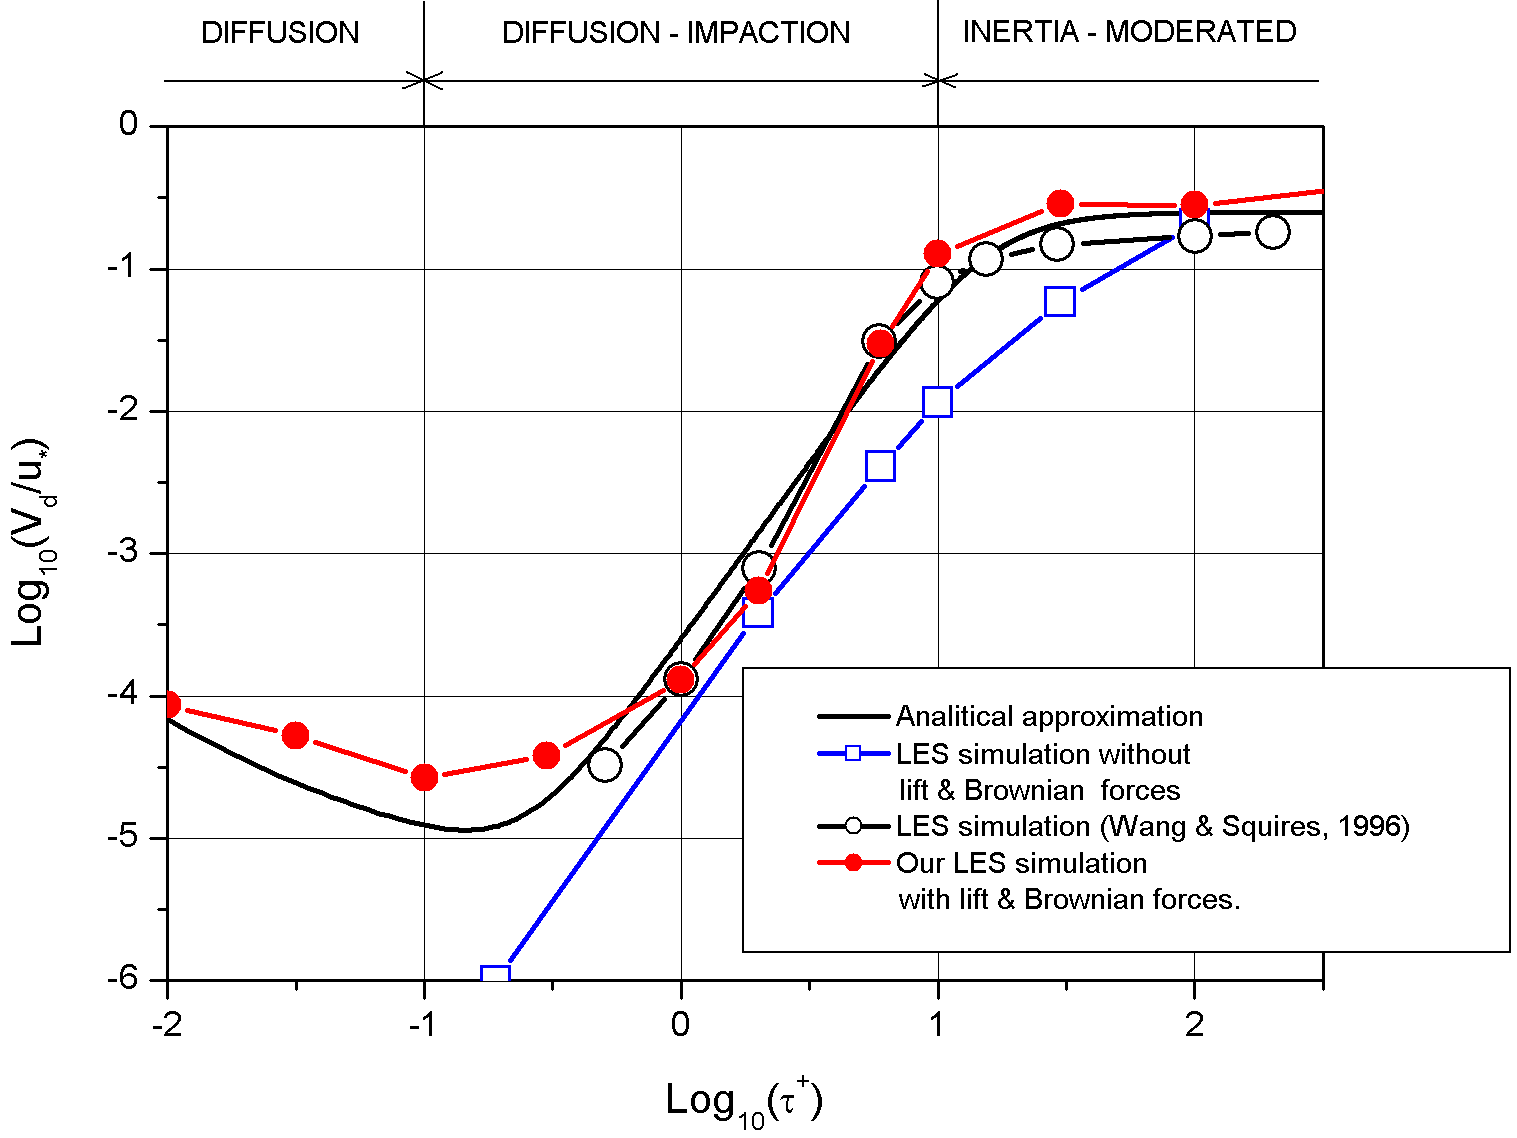 DIFFUSION
DIFFUSION - IMPACTION
INERTIA - MODERATED
0
-1
-2
-3
-4
-5
-6
Log10(Vd/u*)
-2
-1
0
1
2
Log10(τ+)
Analitical approximation
LES simulation without
lift & Brownian forces
LES simulation (Wang & Squires, 1996)
Our LES simulation
with lift & Brownian forces.